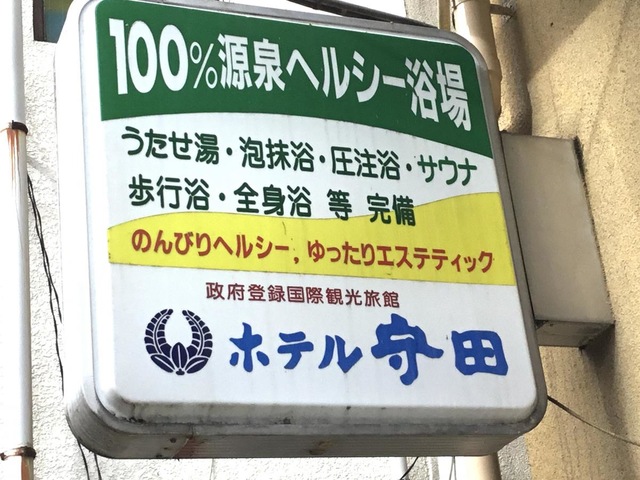 100%源泉ヘルシー浴場
うたせ湯・泡抹浴・圧注浴・サウナ
歩行浴・全身浴 等 完備
のんびりヘルシー,ゆったりエステティック
政府登録国際観光旅館
ホテル守田